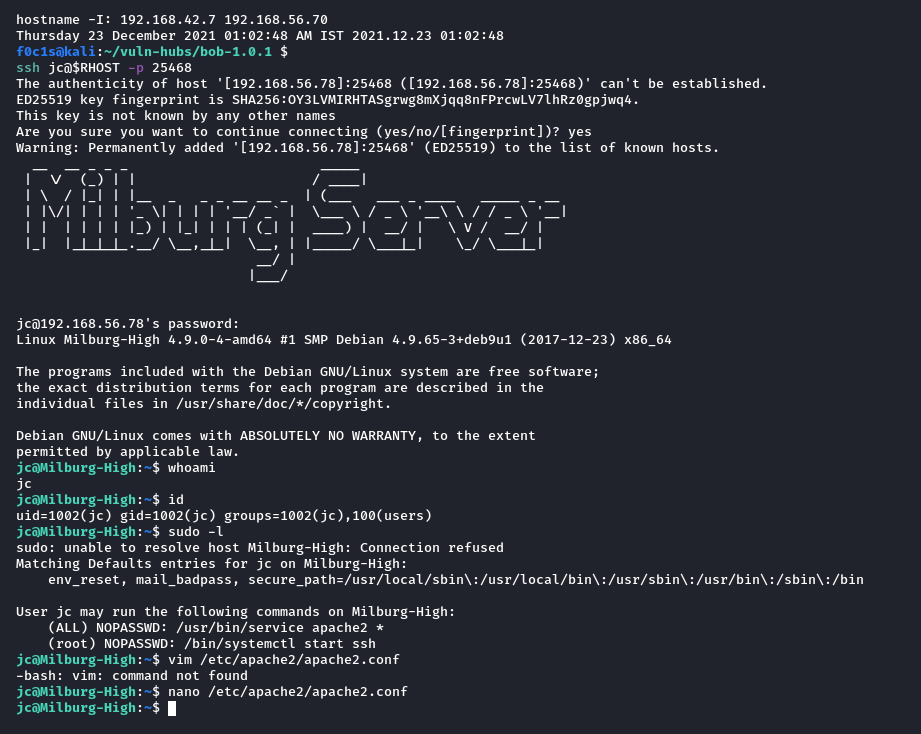 hostname -I: 192.168.42.7 192.168.56.70
Thursday 23 December 2021 01:02:48 AM IST 2021.12.23 01:02:48
f0c1s@kali:~/vuln-hubs/bob-1.0.1 $
ssh jc@$RHOST -p 25468
The authenticity of host '[192.168.56.78]:25468 ([192.168.56.78]:25468)' can't be established.
ED25519 key fingerprint is SHA256:OY3LVMIRHTASgrwg8mXjqq8nFPrcwLV7lhRz0gpjwq4.
This key is not known by any other names
Are you sure you want to continue connecting (yes/no/[fingerprint])? yes
Warning: Permanently added '[192.168.56.78]:25468' (ED25519) to the list of known hosts.
Milburg Server
jc@192.168.56.78's password:
Linux Milburg-High 4.9.0-4-amd64 #1 SMP Debian 4.9.65-3+deb9u1 (2017-12-23) x86_64
The programs included with the Debian GNU/Linux system are free software;
the exact distribution terms for each program are described in the
individual files in /usr/share/doc/*/copyright.
Debian GNU/Linux comes with ABSOLUTELY NO WARRANTY, to the extent
permitted by applicable law.
jc@Milburg-High:~$ whoami
jc
jc@Milburg-High:~$ id
uid=1002(jc) gid=1002(jc) groups=1002(jc),100(users)
jc@Milburg-High:~$ sudo -l
sudo: unable to resolve host Milburg-High: Connection refused
Matching Defaults entries for jc on Milburg-High:
    env_reset, mail_badpass, secure_path=/usr/local/sbin\:/usr/local/bin\:/usr/sbin\:/usr/bin\:/sbin\:/bin
User jc may run the following commands on Milburg-High:
    (ALL) NOPASSWD: /usr/bin/service apache2 *
    (root) NOPASSWD: /bin/systemctl start ssh
jc@Milburg-High:~$ vim /etc/apache2/apache2.conf
-bash: vim: command not found
jc@Milburg-High:~$ nano /etc/apache2/apache2.conf
jc@Milburg-High:~$